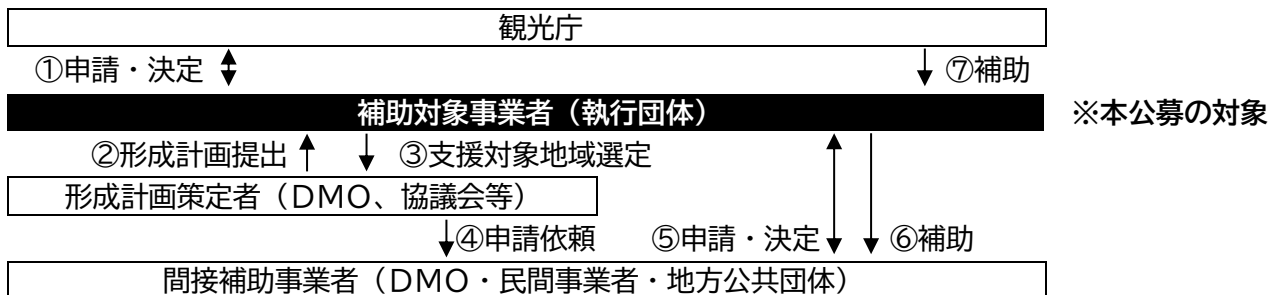 観光庁
①申請・決定 ⑦補助
補助対象事業者(執行団体) ※本公募の対象
②形成計画提出 ③支援対象地域選定
形成計画策定者(DMO、協議会等)
④申請依頼 ⑤申請・決定 ⑥補助
間接補助事業者(DMO・民間事業者・地方公共団体)